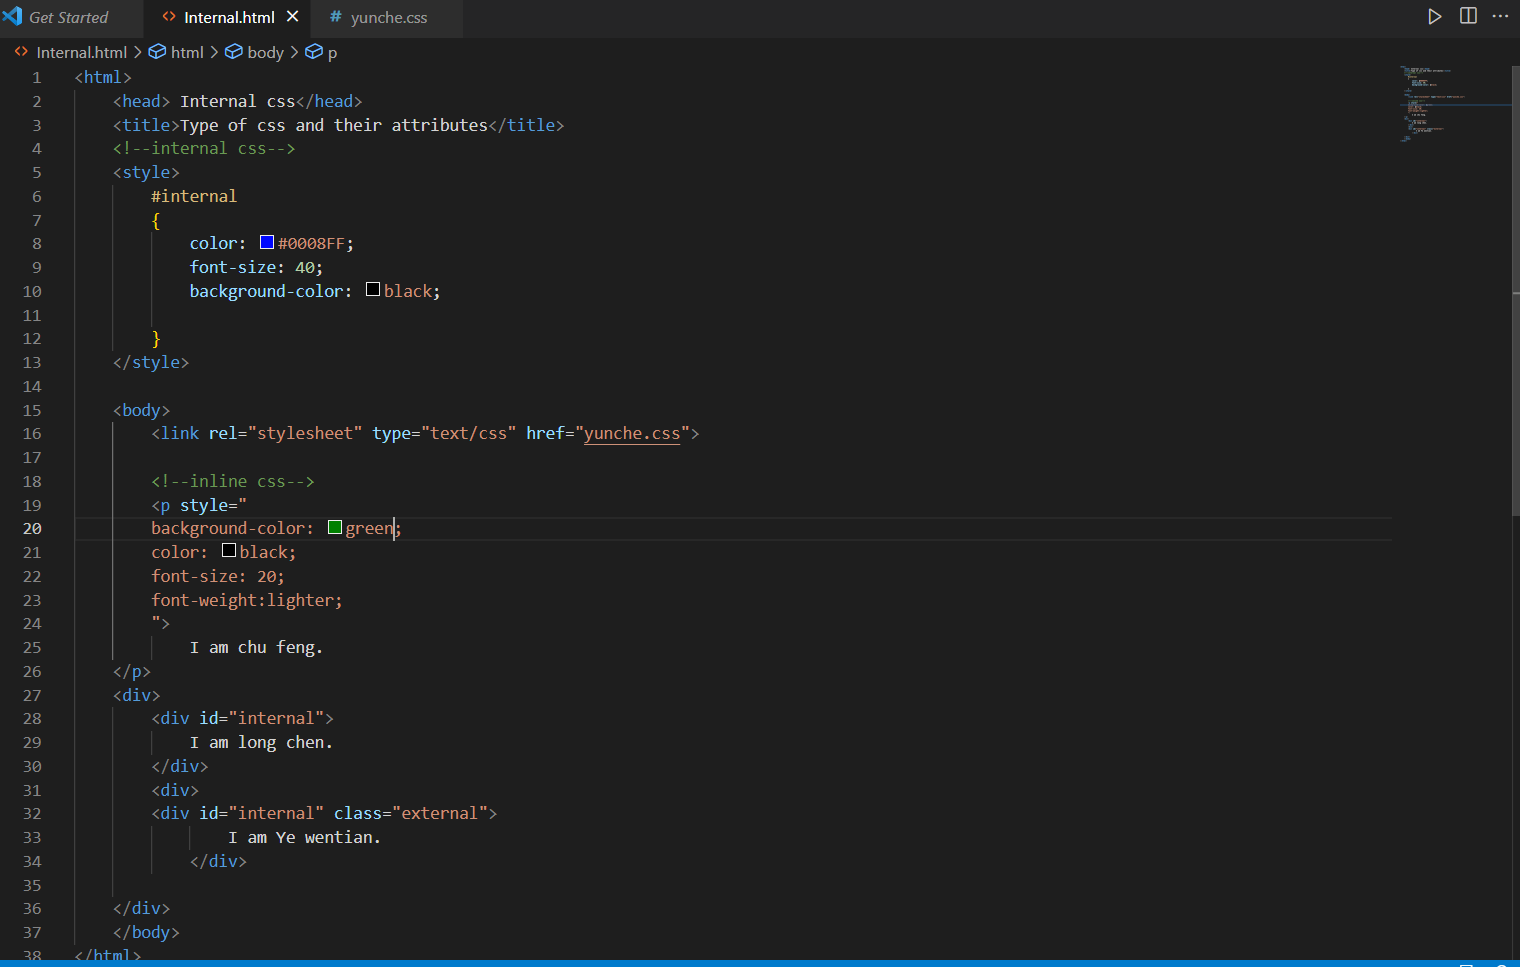 Get Started
Internal.html
# yunche.css
Internal.html > html > body > p
1 <html>
2 <head> Internal css</head>
3 <title>Type of css and their attributes</title>
4 <!--internal css-->
5 <style>
6 #internal
7 {
8 color: #0008FF;
9 font-size: 40;
10 background-color: black;
11
12 }
13 </style>
14
15 <body>
16 <link rel="stylesheet" type="text/css" href="yunche.css">
17
18 <!--inline css-->
19 <p style="
20 background-color: green;
21 color: black;
22 font-size: 20;
23 font-weight:lighter;
24 ">
25 I am chu feng.
26 </p>
27 <div>
28 <div id="internal">
29 I am long chen.
30 </div>
31 <div>
32 <div id="internal" class="external">
33 I am Ye wentian.
34 </div>
35
36 </div>
37 </body>
38 </html>